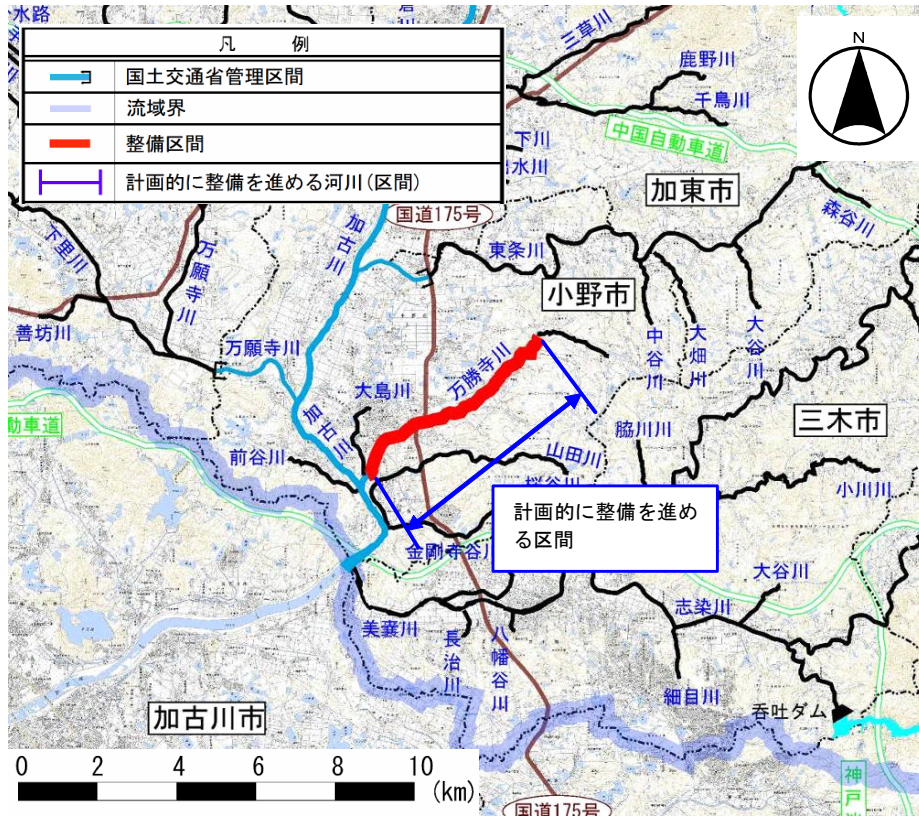 水路
三草川
鹿野川
千鳥川
中国自動車道
N
凡 例
国土交通省管理区間
流域界
整備区間
計画的に整備を進める河川(区間)
下川
出水川
加東市
国道175号
加古川
東条川
森谷川
下里川
万願寺川
小野市
善坊川
万願寺川
中谷川
大畑川
大谷川
万勝寺川
大島川
加古川
三木市
動車道
前谷川
脇川川
山田川
桜谷川
小川川
計画的に整備を進め
る区間
金剛寺谷川
大谷川
志染川
美嚢川
長治川
八幡谷川
細目川
呑吐ダム
加古川市
0 2 4 6 8 10
(km)
神戸
国道175号